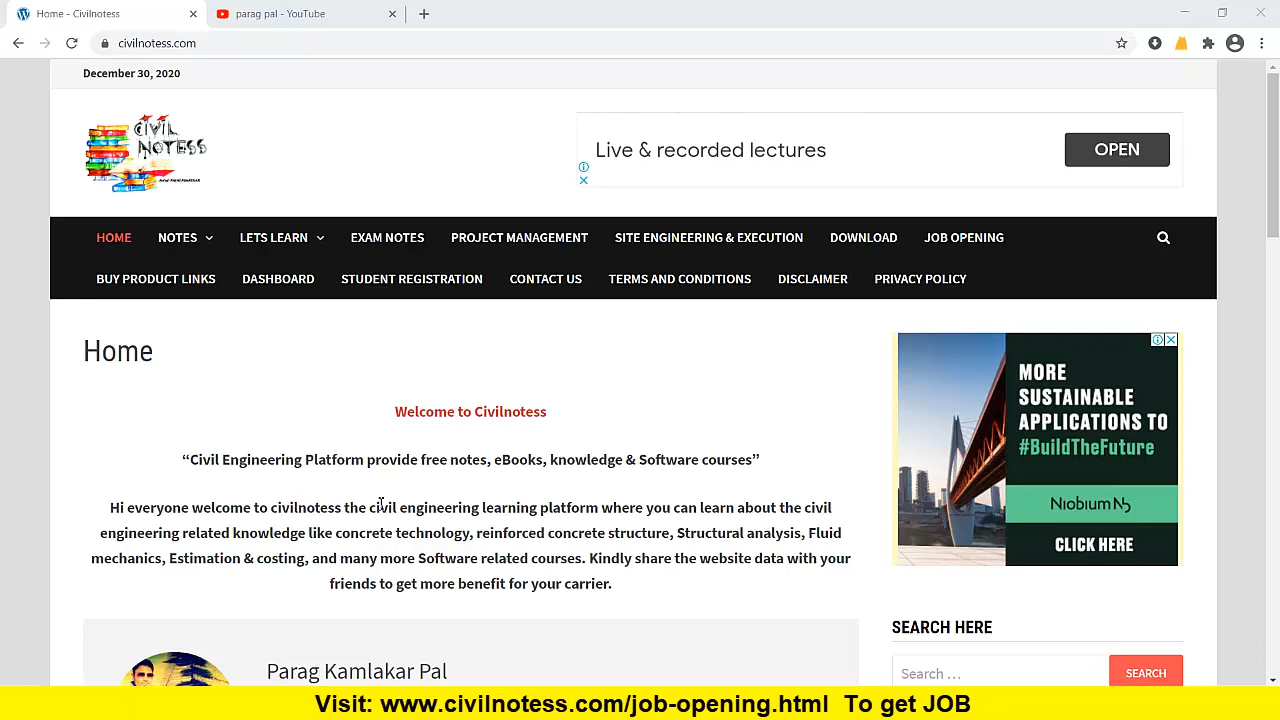 Home - Civilnotess
parag pal - YouTube
civilnotess.com
December 30, 2020
CIVIL
NOTESS
Live & recorded lectures
OPEN
HOME
NOTES
LETS LEARN
EXAM NOTES
PROJECT MANAGEMENT
SITE ENGINEERING & EXECUTION
DOWNLOAD
JOB OPENING
BUY PRODUCT LINKS
DASHBOARD
STUDENT REGISTRATION
CONTACT US
TERMS AND CONDITIONS
DISCLAIMER
PRIVACY POLICY
Home
Welcome to Civilnotess
“Civil Engineering Platform provide free notes, eBooks, knowledge & Software courses”
Hi everyone welcome to civilnotess the civil engineering learning platform where you can learn about the civil
engineering related knowledge like concrete technology, reinforced concrete structure, Structural analysis, Fluid
mechanics, Estimation & costing, and many more Software related courses. Kindly share the website data with your
friends to get more benefit for your carrier.
Parag Kamlakar Pal
MORE
SUSTAINABLE
APPLICATIONS TO
#BuildTheFuture
Niobium N5
CLICK HERE
SEARCH HERE
Search …
SEARCH
Visit: www.civilnotess.com/job-opening.html To get JOB